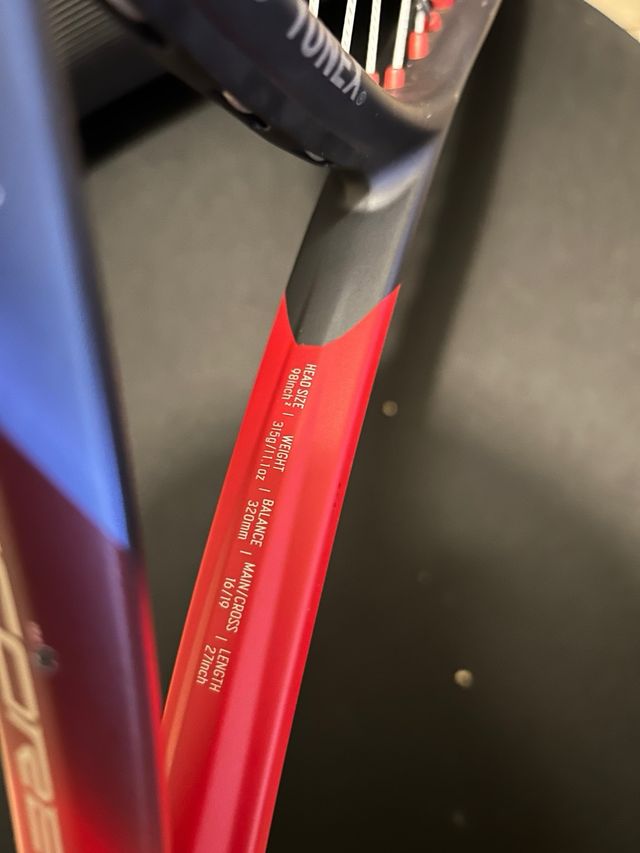 YONEX®
HEAD SIZE | WEIGHT | BALANCE | MAIN/CROSS | LENGTH
98inch² 315g/11.1oz 320mm 16/19 27inch